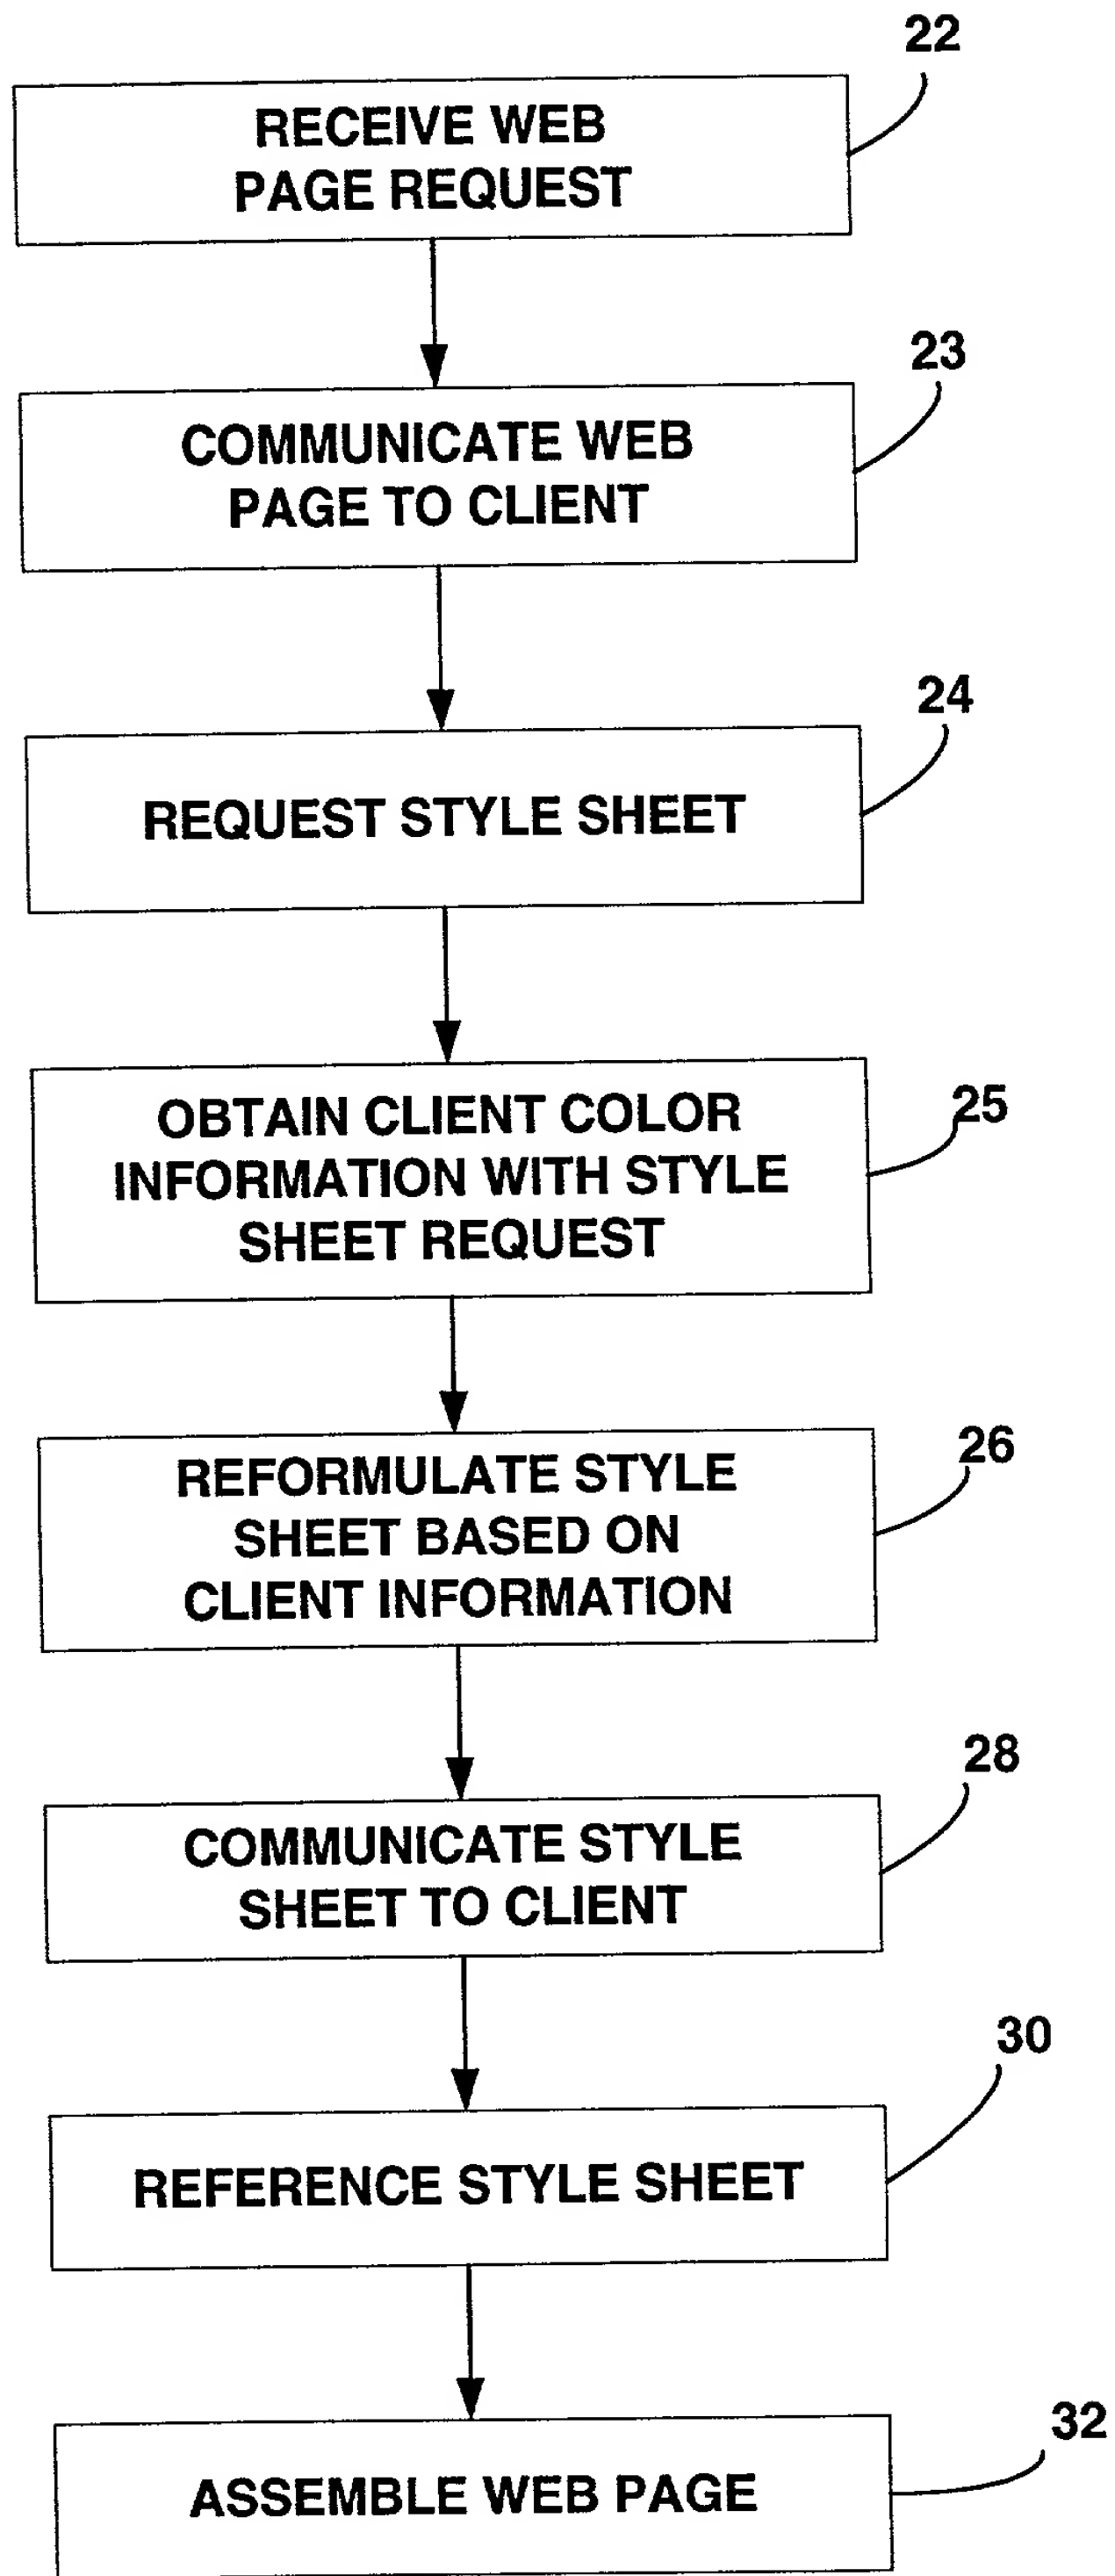 22
RECEIVE WEB
PAGE REQUEST
23
COMMUNICATE WEB
PAGE TO CLIENT
24
REQUEST STYLE SHEET
25
OBTAIN CLIENT COLOR
INFORMATION WITH STYLE
SHEET REQUEST
26
REFORMULATE STYLE
SHEET BASED ON
CLIENT INFORMATION
28
COMMUNICATE STYLE
SHEET TO CLIENT
30
REFERENCE STYLE SHEET
32
ASSEMBLE WEB PAGE